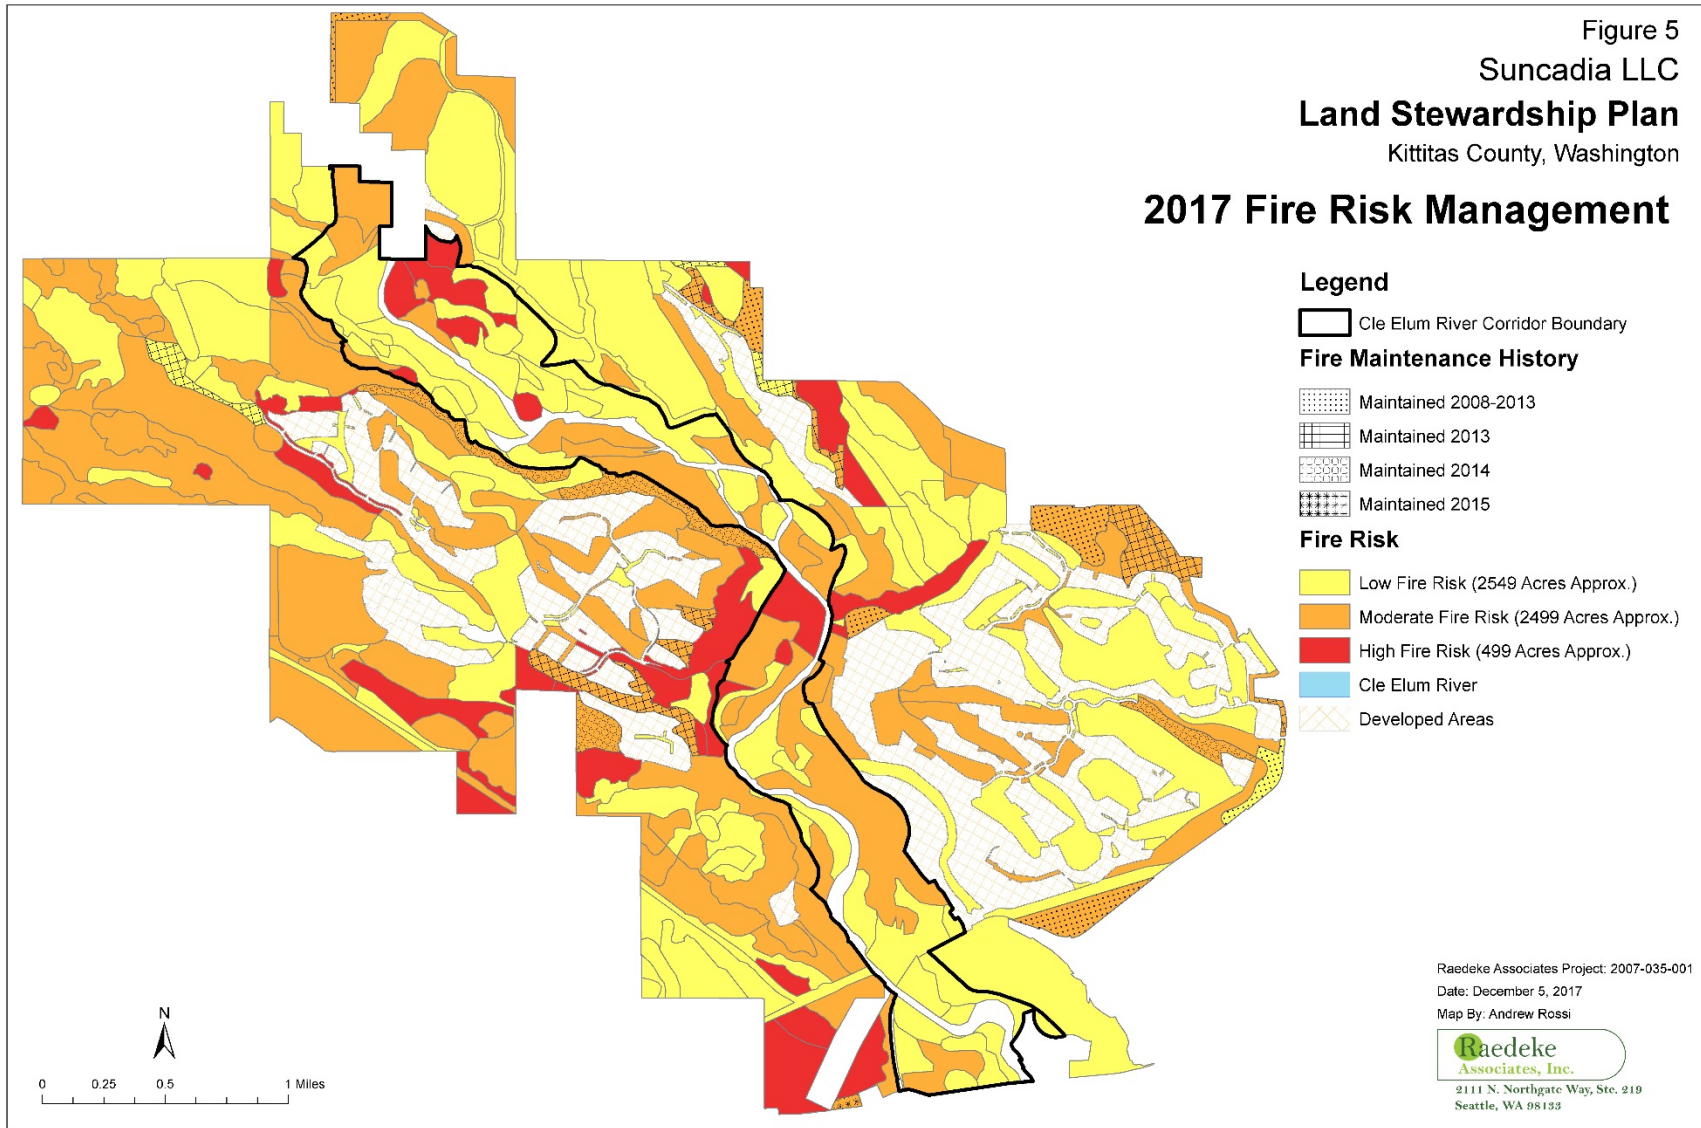 Figure 5
Suncadia LLC
Land Stewardship Plan
Kittitas County, Washington
2017 Fire Risk Management
Legend
Cle Elum River Corridor Boundary
Fire Maintenance History
Maintained 2008-2013
Maintained 2013
Maintained 2014
Maintained 2015
Fire Risk
Low Fire Risk (2549 Acres Approx.)
Moderate Fire Risk (2499 Acres Approx.)
High Fire Risk (499 Acres Approx.)
Cle Elum River
Developed Areas
N
0 0.25 0.5 1 Miles
Raedeke Associates Project: 2007-035-001
Date: December 5, 2017
Map By: Andrew Rossi
Raedeke
Associates, Inc.
2111 N. Northgate Way, Ste. 219
Seattle, WA 98133